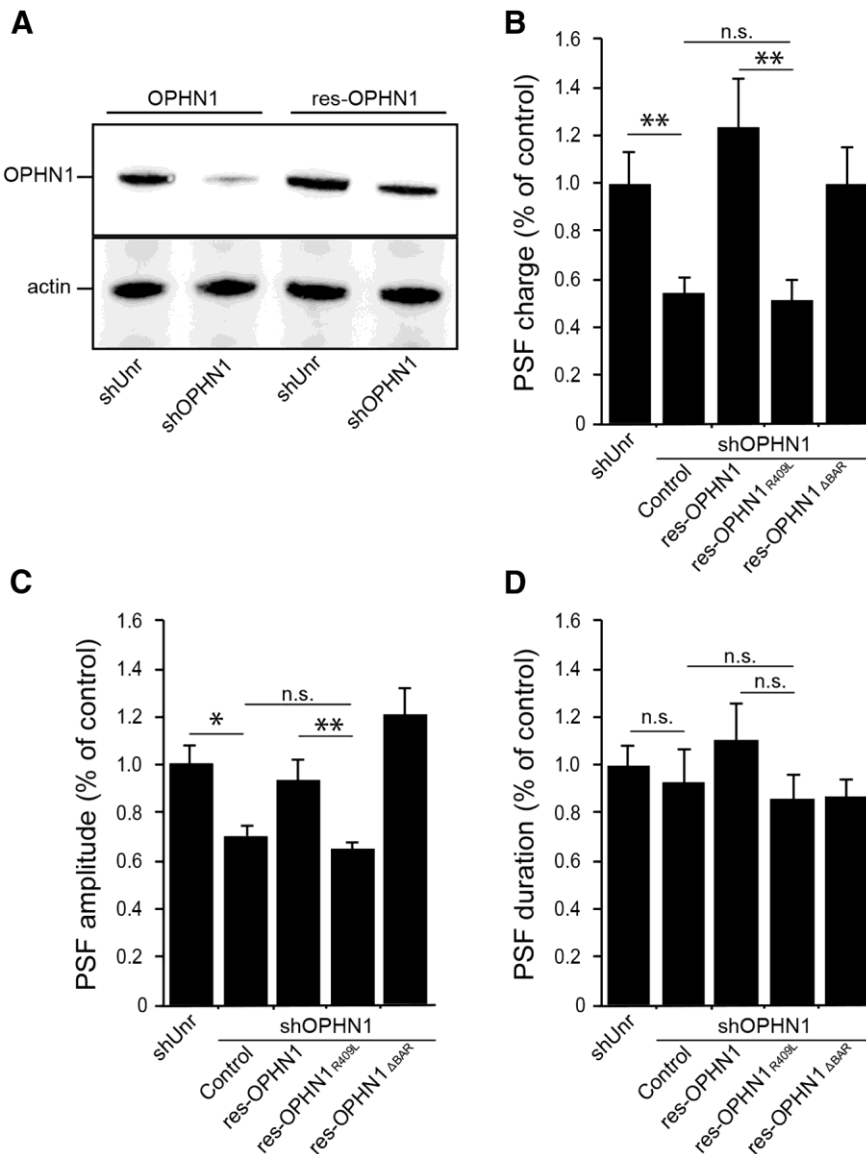 A
OPHN1 res-OPHN1
OPHN1
actin
shUnr shOPHN1 shUnr shOPHN1
B
PSF charge (% of control)
1.6
1.4
1.2
1.0
0.8
0.6
0.4
0.2
0
n.s.
**
**
shUnr
shOPHN1
Control
res-OPHN1
res-OPHN1R409L
res-OPHN1ΔBAR
C
PSF amplitude (% of control)
1.6
1.4
1.2
1.0
0.8
0.6
0.4
0.2
0
n.s.
*
**
shUnr
shOPHN1
Control
res-OPHN1
res-OPHN1R409L
res-OPHN1ΔBAR
D
PSF duration (% of control)
1.6
1.4
1.2
1.0
0.8
0.6
0.4
0.2
0
n.s.
n.s.
n.s.
shUnr
shOPHN1
Control
res-OPHN1
res-OPHN1R409L
res-OPHN1ΔBAR